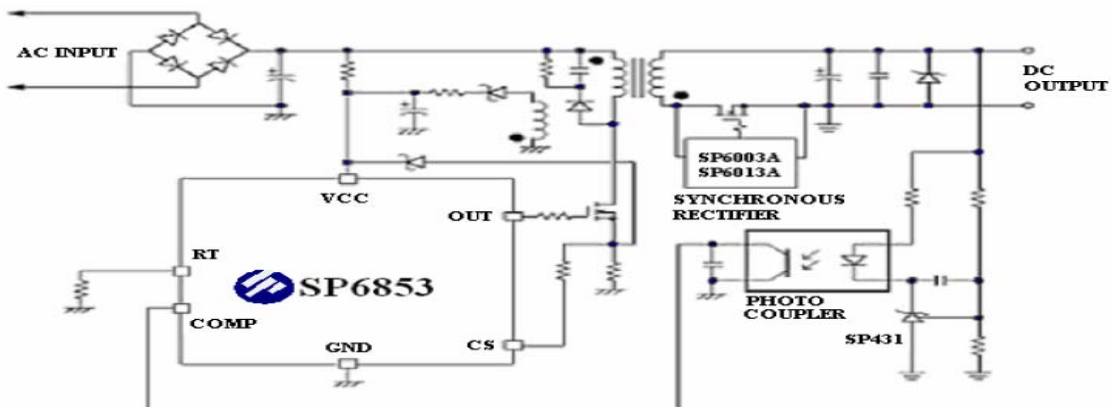 AC INPUT
DC
OUTPUT
SP6003A
SP6013A
SYNCHRONOUS
RECTIFIER
VCC
OUT
RT
SP6853
COMP
GND
CS
PHOTO
COUPLER
SP431